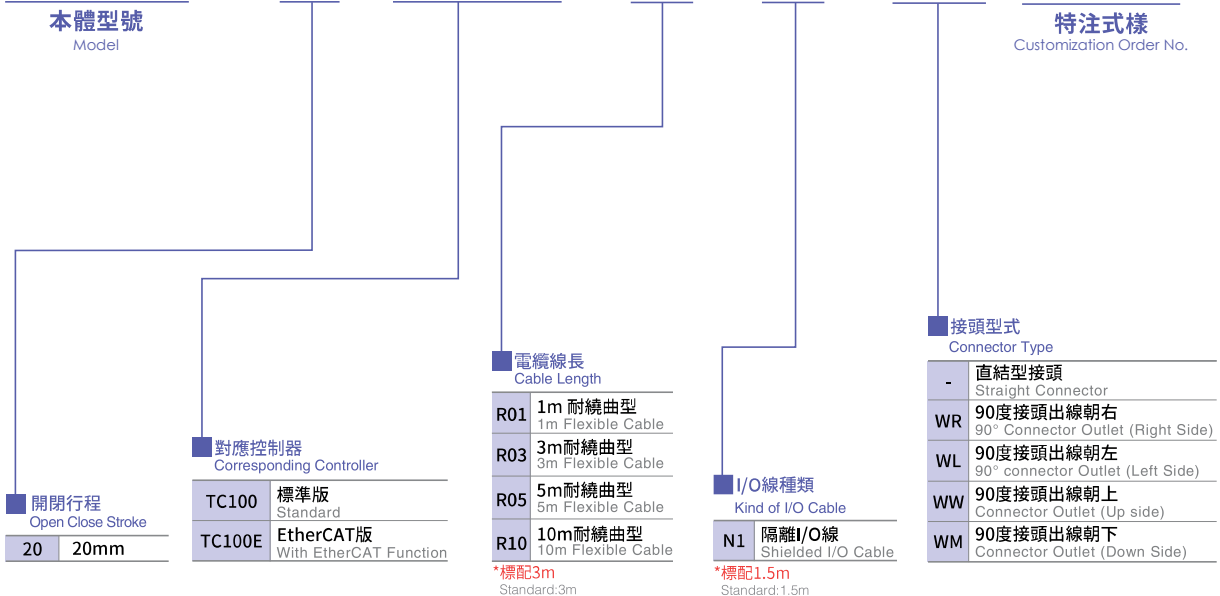 本體型號
Model
特注式樣
Customization Order No.
開閉行程
Open Close Stroke
20 20mm
對應控制器
Corresponding Controller
TC100 標準版
Standard
TC100E EtherCAT版
With EtherCAT Function
電纜線長
Cable Length
R01 1m 耐繞曲型
1m Flexible Cable
R03 3m耐繞曲型
3m Flexible Cable
R05 5m耐繞曲型
5m Flexible Cable
R10 10m耐繞曲型
10m Flexible Cable
*標配3m
Standard:3m
I/O線種類
Kind of I/O Cable
N1 隔離I/O線
Shielded I/O Cable
*標配1.5m
Standard:1.5m
接頭型式
Connector Type
- 直結型接頭
Straight Connector
WR 90度接頭出線朝右
90° Connector Outlet (Right Side)
WL 90度接頭出線朝左
90° connector Outlet (Left Side)
WW 90度接頭出線朝上
Connector Outlet (Up side)
WM 90度接頭出線朝下
Connector Outlet (Down Side)